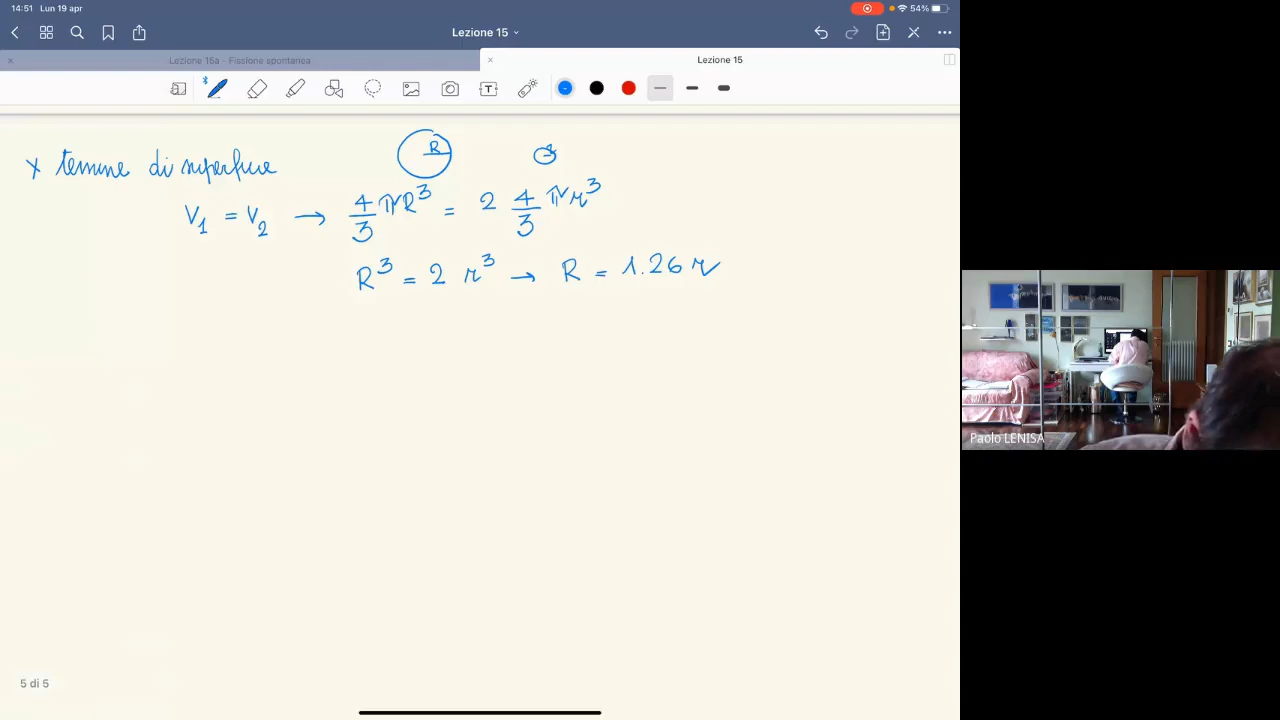 14:51 Lun 19 apr
54%
Lezione 15
Lezione 15a - Fissione spontanea
Lezione 15
x termine di superficie
R
r
V₁ = V₂ → 4/3 πR³ = 2 4/3 πr³
R³ = 2 r³ → R = 1.26 r
Paolo LENISA
5 di 5